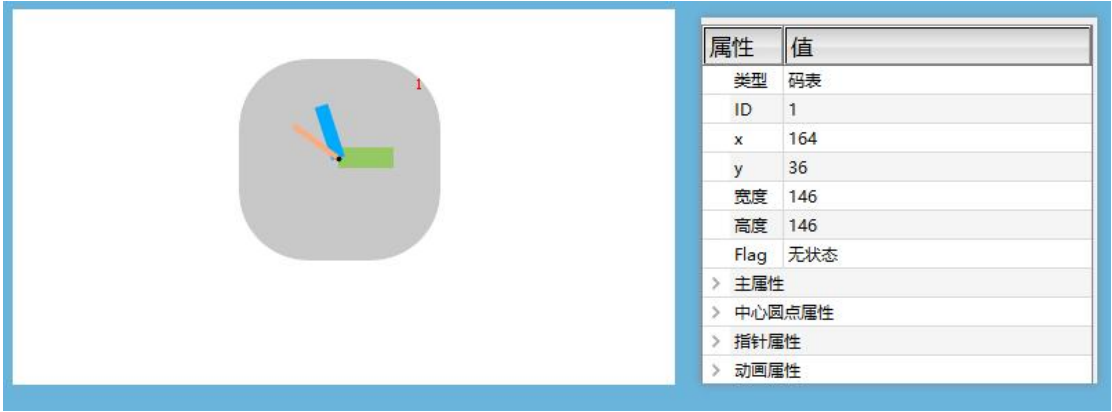 1
属性 值
类型 码表
ID 1
x 164
y 36
宽度 146
高度 146
Flag 无状态
主属性
中心圆点属性
指针属性
动画属性